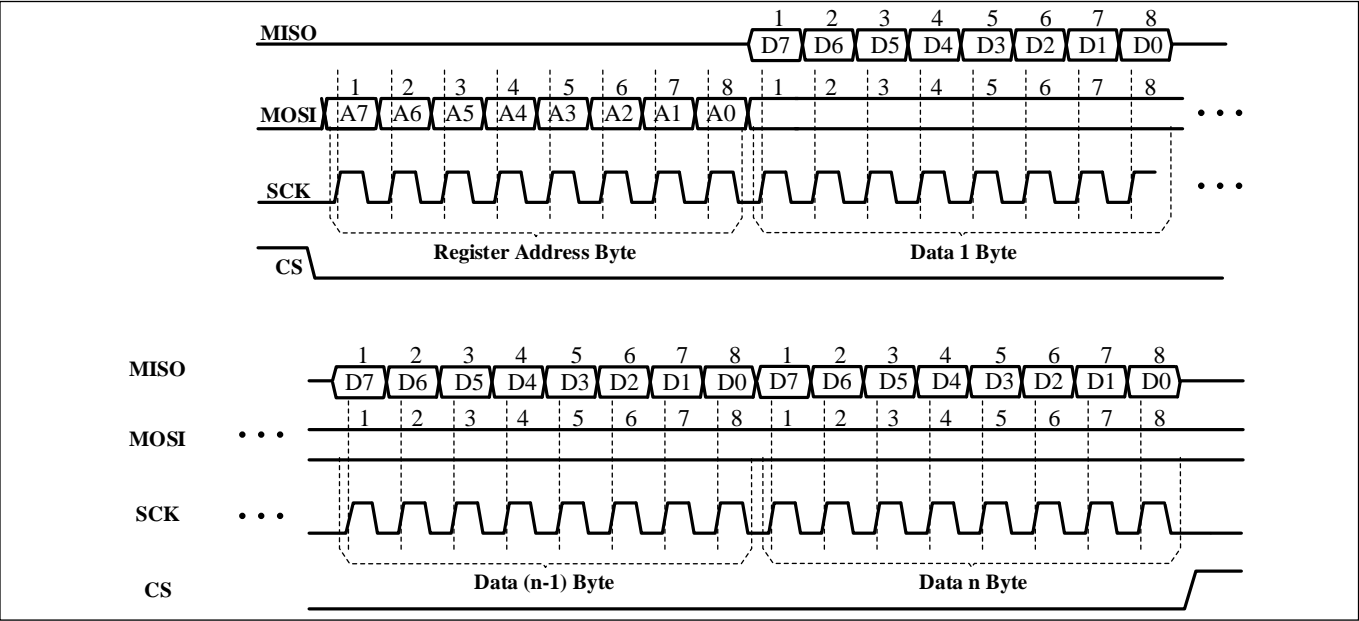 1 2 3 4 5 6 7 8
MISO D7 D6 D5 D4 D3 D2 D1 D0
1 2 3 4 5 6 7 8 1 2 3 4 5 6 7 8
MOSI A7 A6 A5 A4 A3 A2 A1 A0 • • •
SCK • • •
Register Address Byte Data 1 Byte
CS
1 2 3 4 5 6 7 8 1 2 3 4 5 6 7 8
MISO D7 D6 D5 D4 D3 D2 D1 D0 D7 D6 D5 D4 D3 D2 D1 D0
1 2 3 4 5 6 7 8 1 2 3 4 5 6 7 8
MOSI • • •
SCK • • •
Data (n-1) Byte Data n Byte
CS